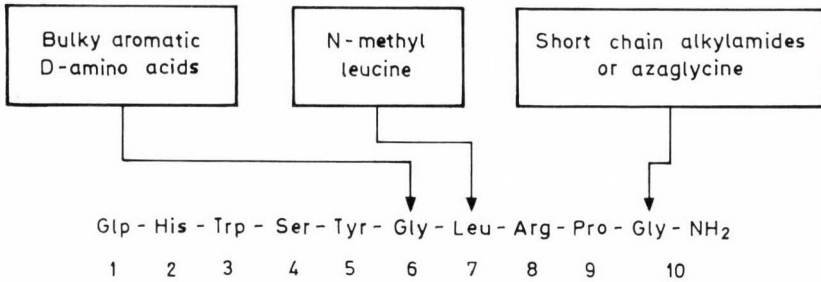 Bulky aromatic
D-amino acids
N-methyl
leucine
Short chain alkylamides
or azaglycine
Glp - His - Trp - Ser - Tyr - Gly - Leu - Arg - Pro - Gly - NH₂
1 2 3 4 5 6 7 8 9 10